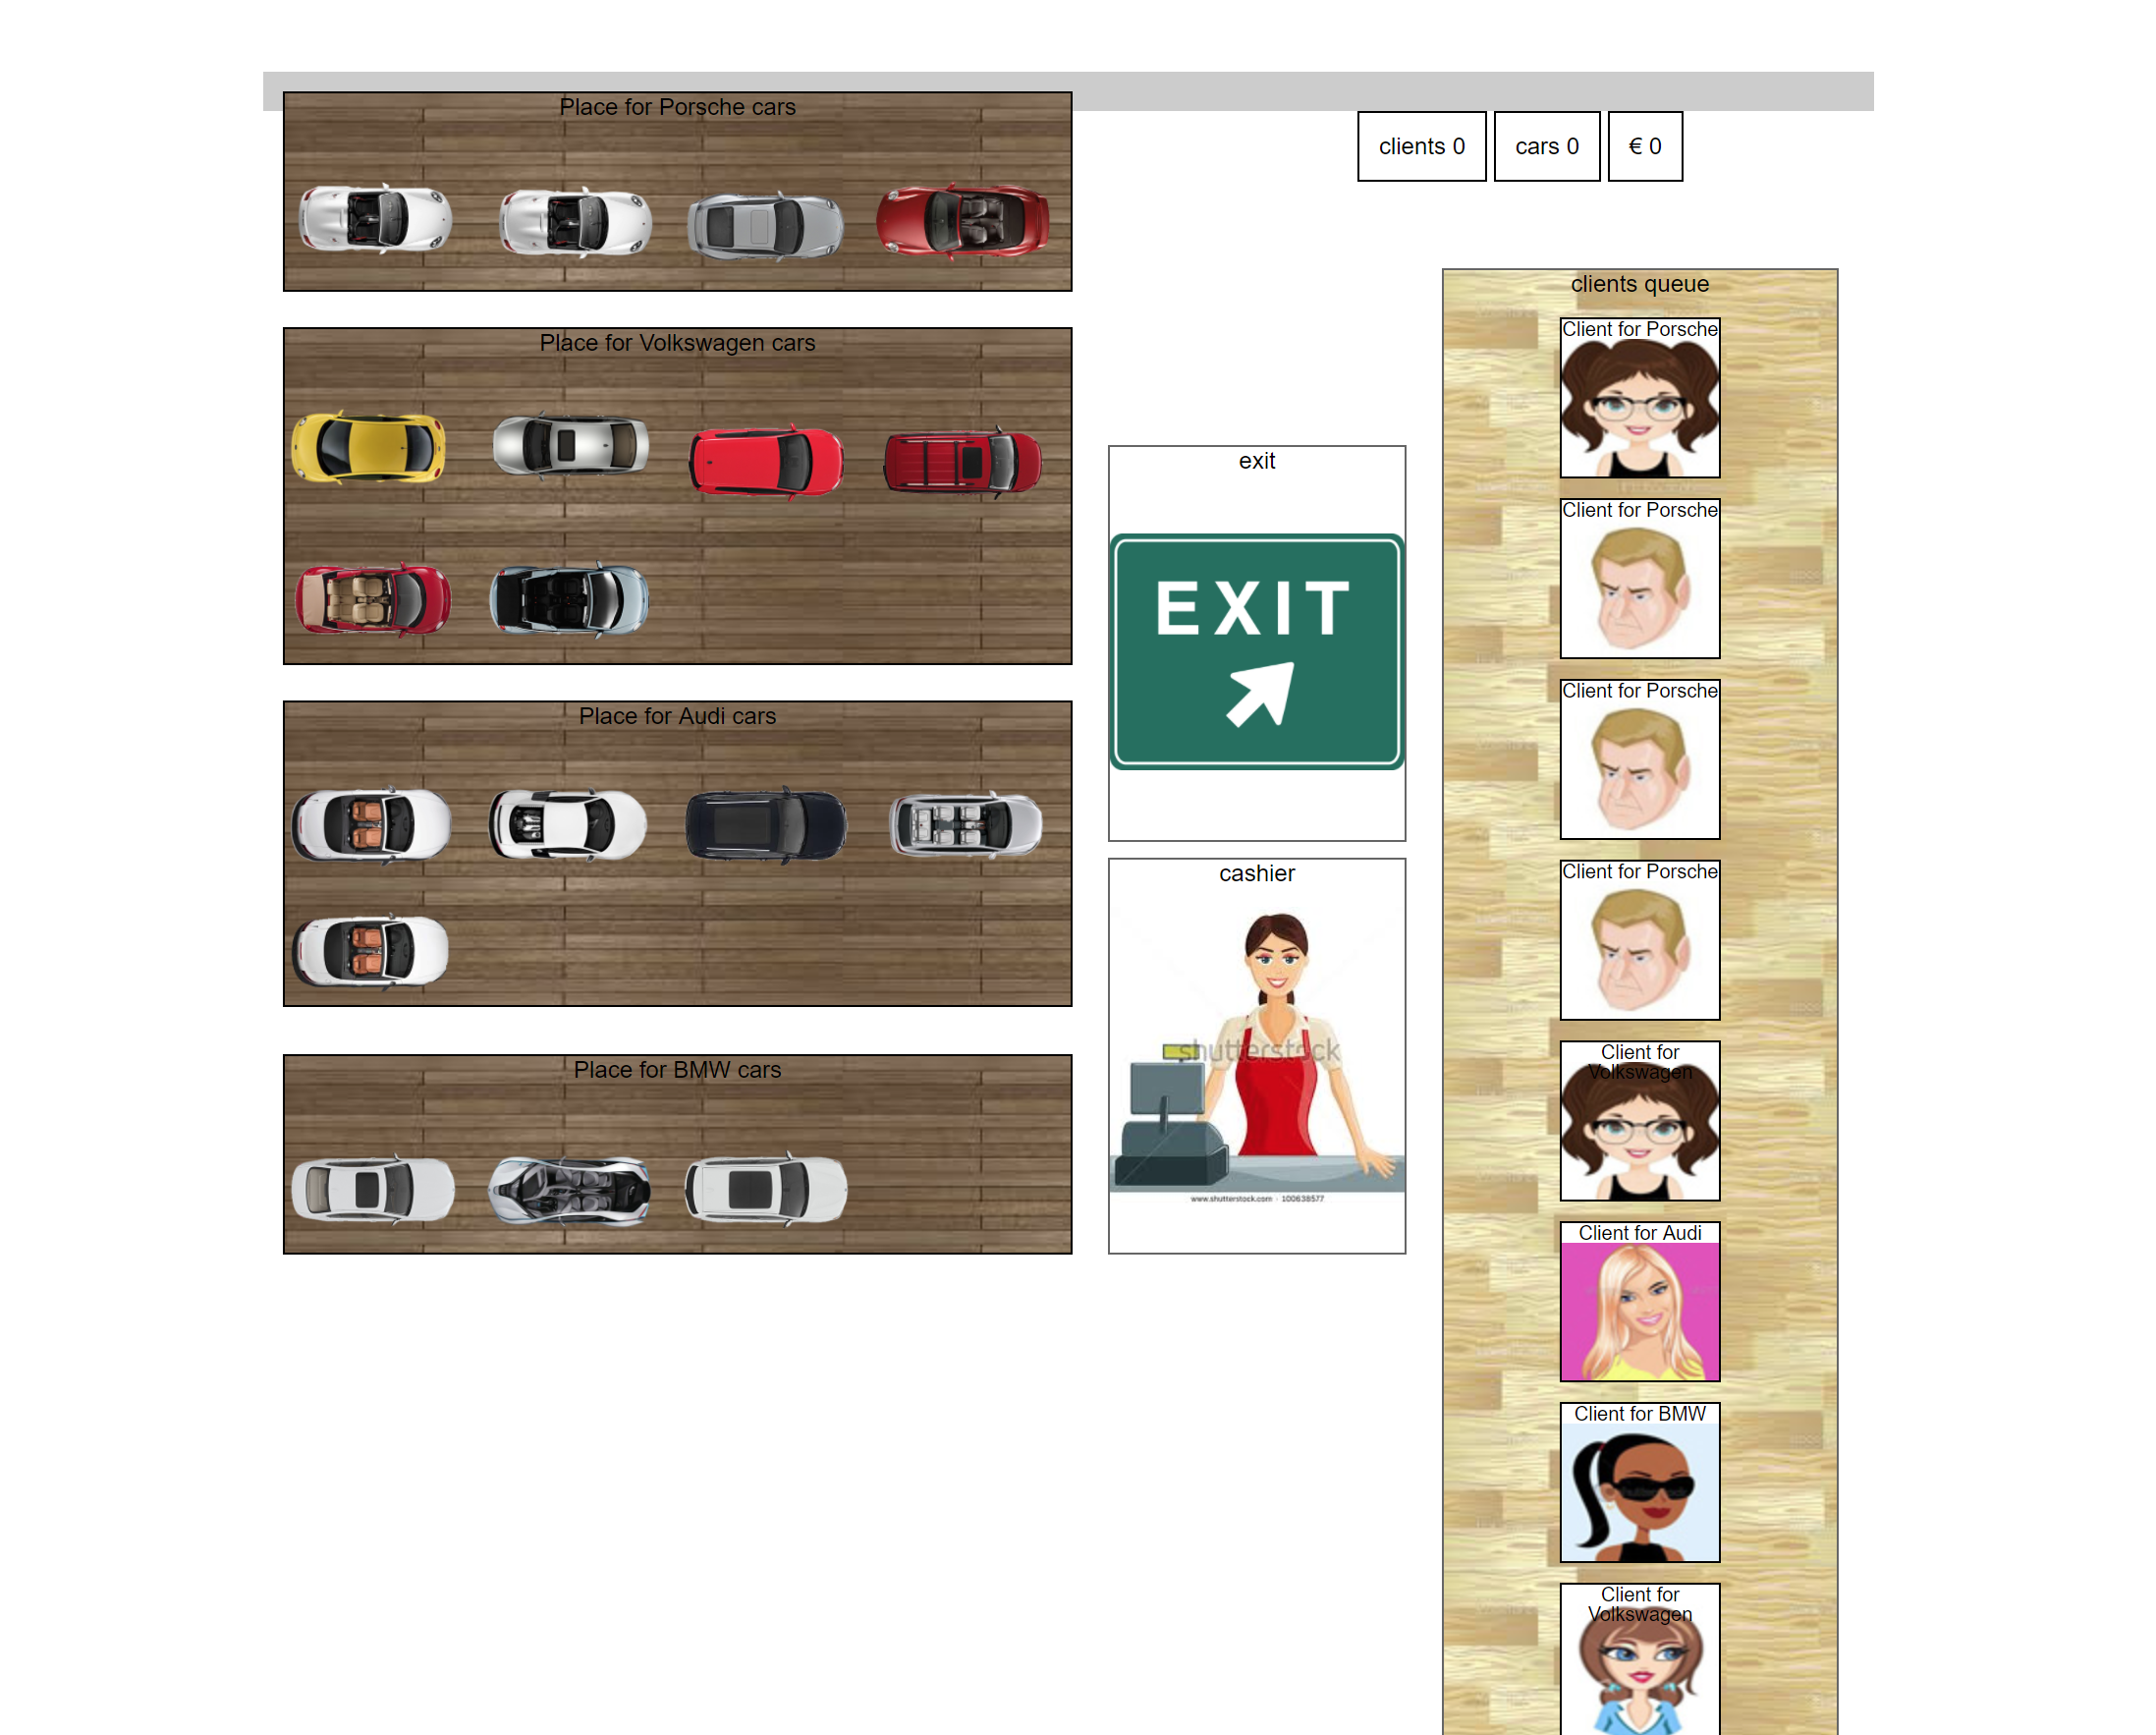 Place for Porsche cars
clients 0
cars 0
€ 0
Place for Volkswagen cars
Place for Audi cars
Place for BMW cars
exit
EXIT
cashier
shutterstock
www.shutterstock.com · 100638577
clients queue
Client for Porsche
Client for Porsche
Client for Porsche
Client for Porsche
Client for
Volkswagen
Client for Audi
Client for BMW
Client for
Volkswagen